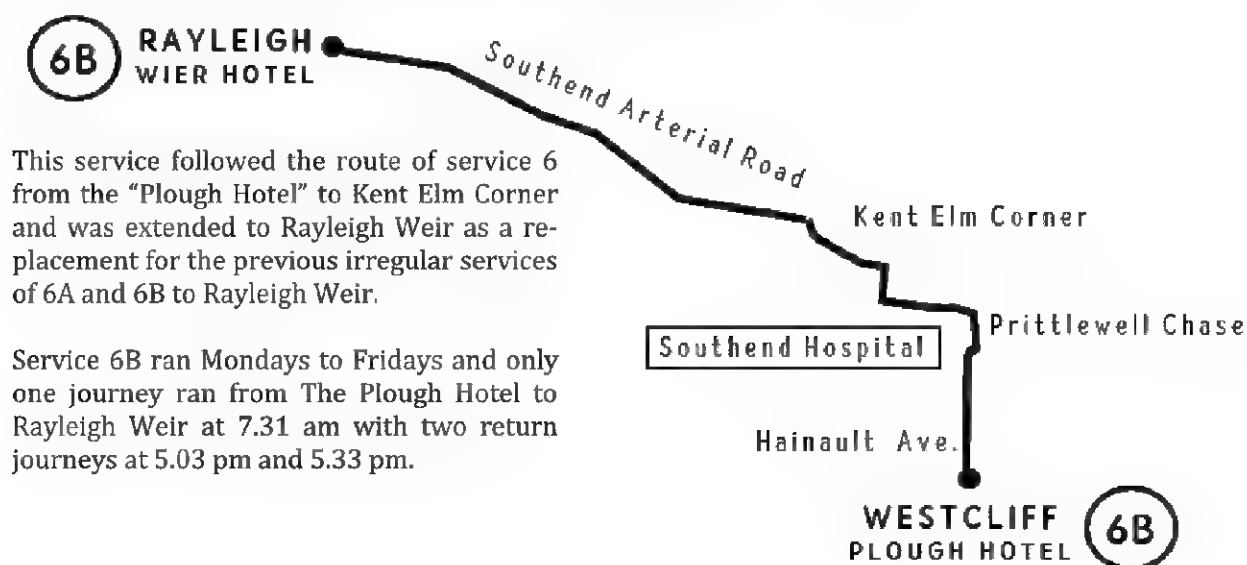 6B
RAYLEIGH
WIER HOTEL
Southend Arterial Road
This service followed the route of service 6
from the “Plough Hotel” to Kent Elm Corner
and was extended to Rayleigh Weir as a re-
placement for the previous irregular services
of 6A and 6B to Rayleigh Weir.
Service 6B ran Mondays to Fridays and only
one journey ran from The Plough Hotel to
Rayleigh Weir at 7.31 am with two return
journeys at 5.03 pm and 5.33 pm.
Kent Elm Corner
Prittlewell Chase
Southend Hospital
Hainault Ave.
WESTCLIFF
PLOUGH HOTEL
6B